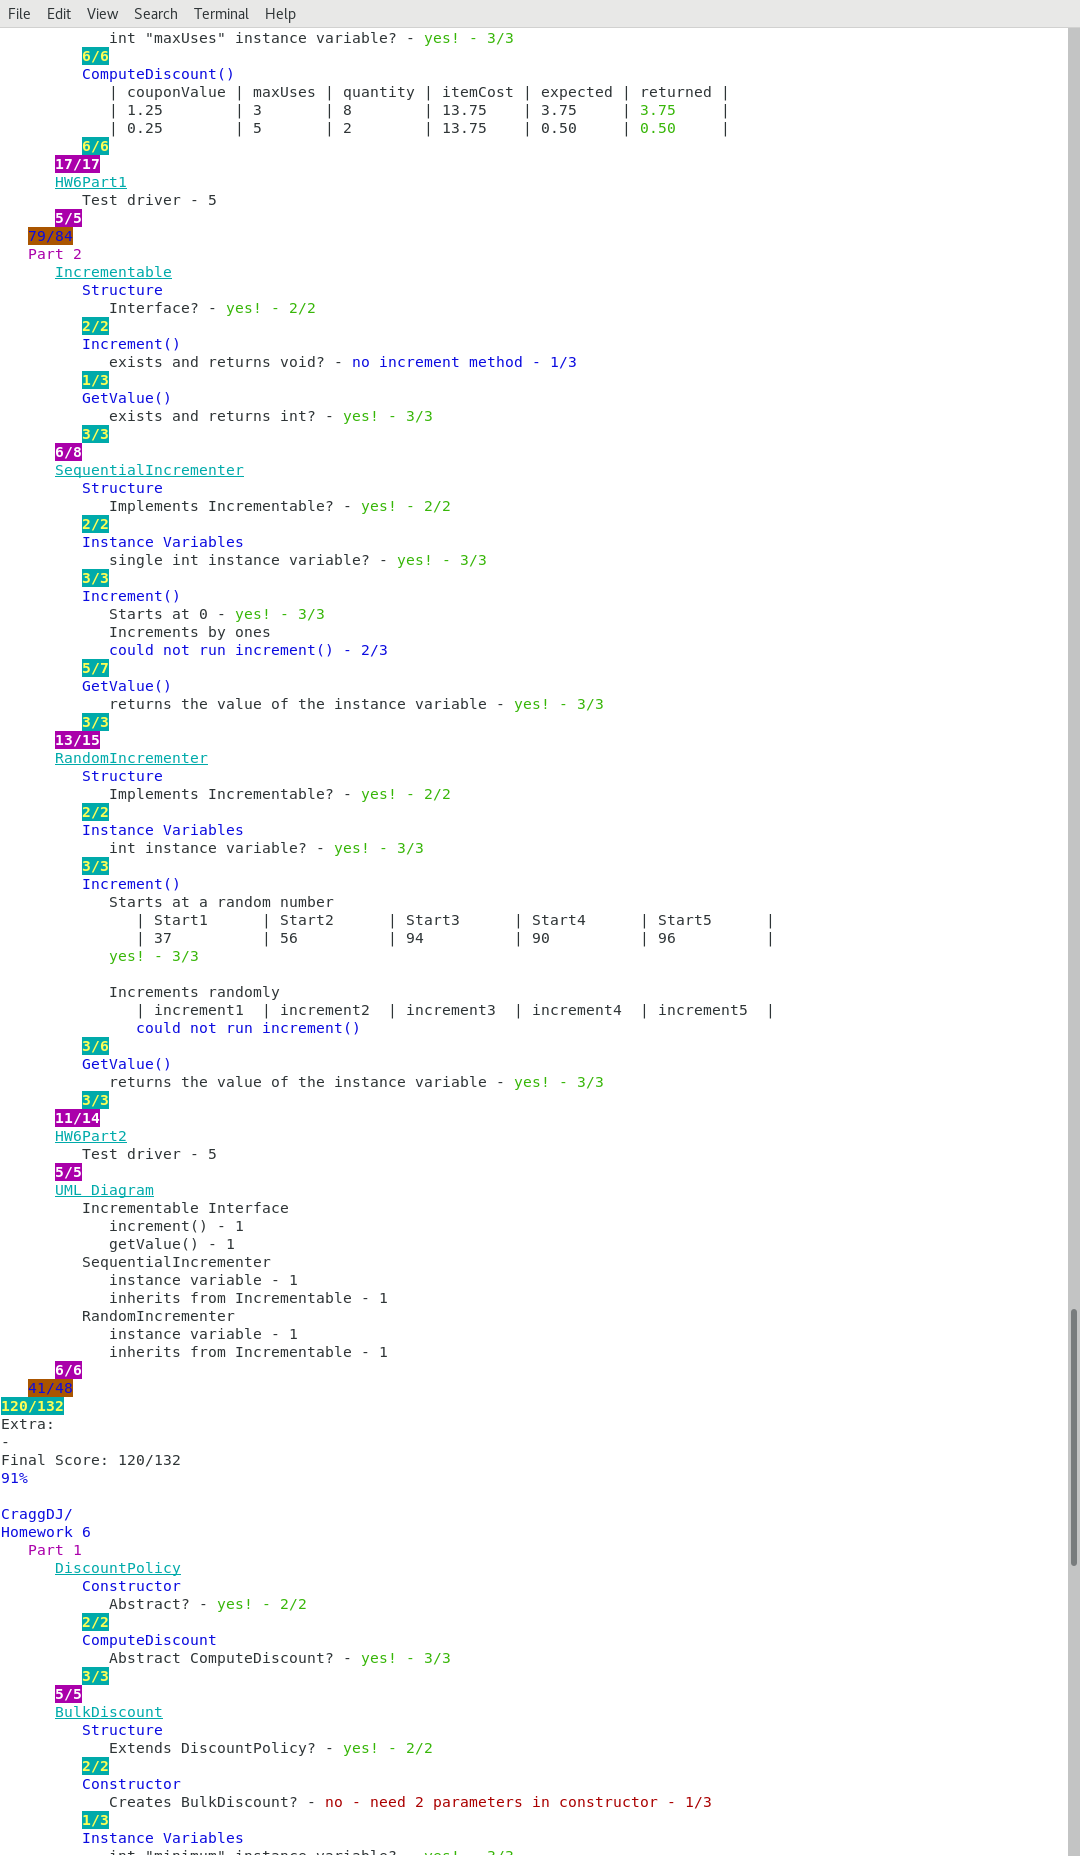 File Edit View Search Terminal Help
int "maxUses" instance variable? - yes! - 3/3
6/6
ComputeDiscount()
| couponValue | maxUses | quantity | itemCost | expected | returned |
| 1.25 | 3 | 8 | 13.75 | 3.75 | 3.75 |
| 0.25 | 5 | 2 | 13.75 | 0.50 | 0.50 |
6/6
17/17
HW6Part1
Test driver - 5
5/5
79/84
Part 2
Incrementable
Structure
Interface? - yes! - 2/2
2/2
Increment()
exists and returns void? - no increment method - 1/3
1/3
GetValue()
exists and returns int? - yes! - 3/3
3/3
6/8
SequentialIncrementer
Structure
Implements Incrementable? - yes! - 2/2
2/2
Instance Variables
single int instance variable? - yes! - 3/3
3/3
Increment()
Starts at 0 - yes! - 3/3
Increments by ones
could not run increment() - 2/3
5/7
GetValue()
returns the value of the instance variable - yes! - 3/3
3/3
13/15
RandomIncrementer
Structure
Implements Incrementable? - yes! - 2/2
2/2
Instance Variables
int instance variable? - yes! - 3/3
3/3
Increment()
Starts at a random number
| Start1 | Start2 | Start3 | Start4 | Start5 |
| 37 | 56 | 94 | 90 | 96 |
yes! - 3/3
Increments randomly
| increment1 | increment2 | increment3 | increment4 | increment5 |
could not run increment()
3/6
GetValue()
returns the value of the instance variable - yes! - 3/3
3/3
11/14
HW6Part2
Test driver - 5
5/5
UML Diagram
Incrementable Interface
increment() - 1
getValue() - 1
SequentialIncrementer
instance variable - 1
inherits from Incrementable - 1
RandomIncrementer
instance variable - 1
inherits from Incrementable - 1
6/6
41/48
120/132
Extra:
-
Final Score: 120/132
91%
CraggDJ/
Homework 6
Part 1
DiscountPolicy
Constructor
Abstract? - yes! - 2/2
2/2
ComputeDiscount
Abstract ComputeDiscount? - yes! - 3/3
3/3
5/5
BulkDiscount
Structure
Extends DiscountPolicy? - yes! - 2/2
2/2
Constructor
Creates BulkDiscount? - no - need 2 parameters in constructor - 1/3
1/3
Instance Variables
int "minimum" instance variable? - yes! - 3/3